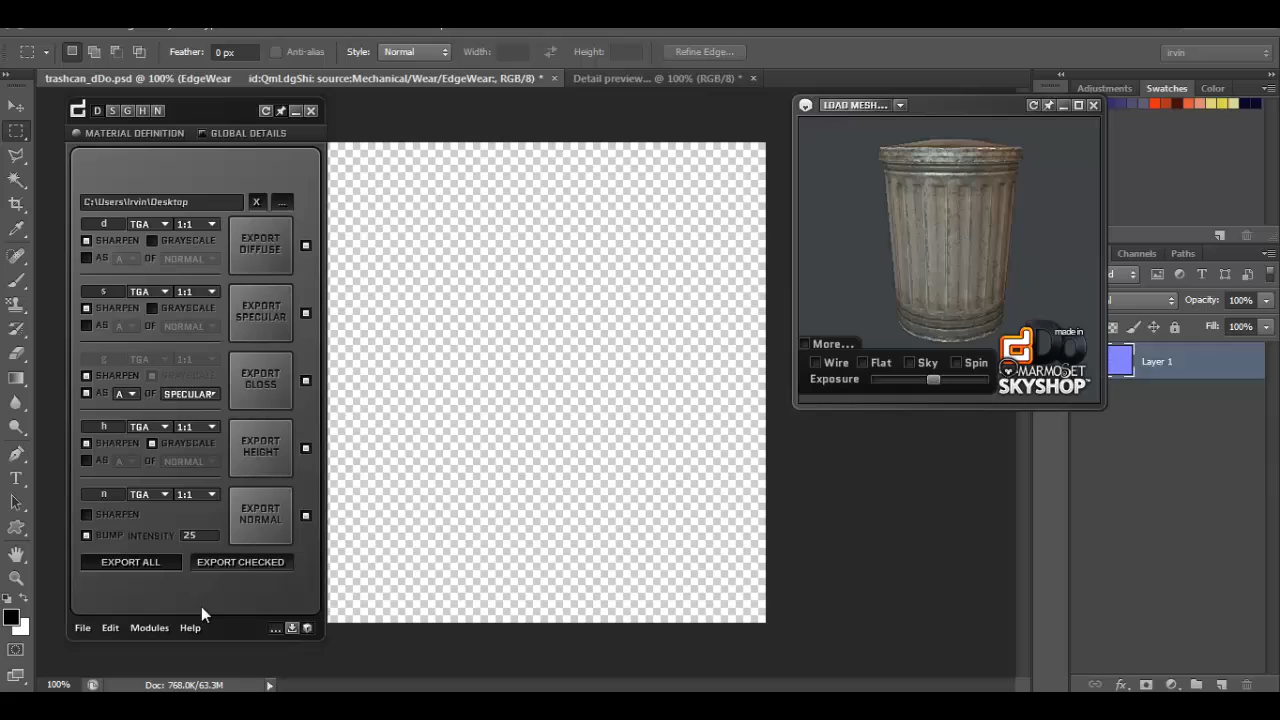 Feather: 0 px Anti-alias Style: Normal Width: Height: Refine Edge... irvin
trashcan_dDo.psd @ 100% (EdgeWear id:QmLdgShi: source:Mechanical/Wear/EdgeWear:, RGB/8) * × Detail preview... @ 100% (RGB/8) * ×
Adjustments Swatches Color
D S G H N
LOAD MESH...
MATERIAL DEFINITION GLOBAL DETAILS
C:\Users\Irvin\Desktop X ...
d TGA 1:1
SHARPEN GRAYSCALE
AS A OF NORMAL
EXPORT
DIFFUSE
s TGA 1:1
SHARPEN GRAYSCALE
AS A OF NORMAL
EXPORT
SPECULAR
g TGA 1:1
SHARPEN GRAYSCALE
AS A OF SPECULAR
EXPORT
GLOSS
h TGA 1:1
SHARPEN GRAYSCALE
AS A OF NORMAL
EXPORT
HEIGHT
n TGA 1:1
SHARPEN
BUMP INTENSITY 25
EXPORT
NORMAL
EXPORT ALL EXPORT CHECKED
File Edit Modules Help ...
More...
Wire Flat Sky Spin
Exposure
made in
dDo
MARMOSET
SKYSHOP
Channels Paths
Opacity: 100%
Fill: 100%
Layer 1
100% Doc: 768.0K/63.3M